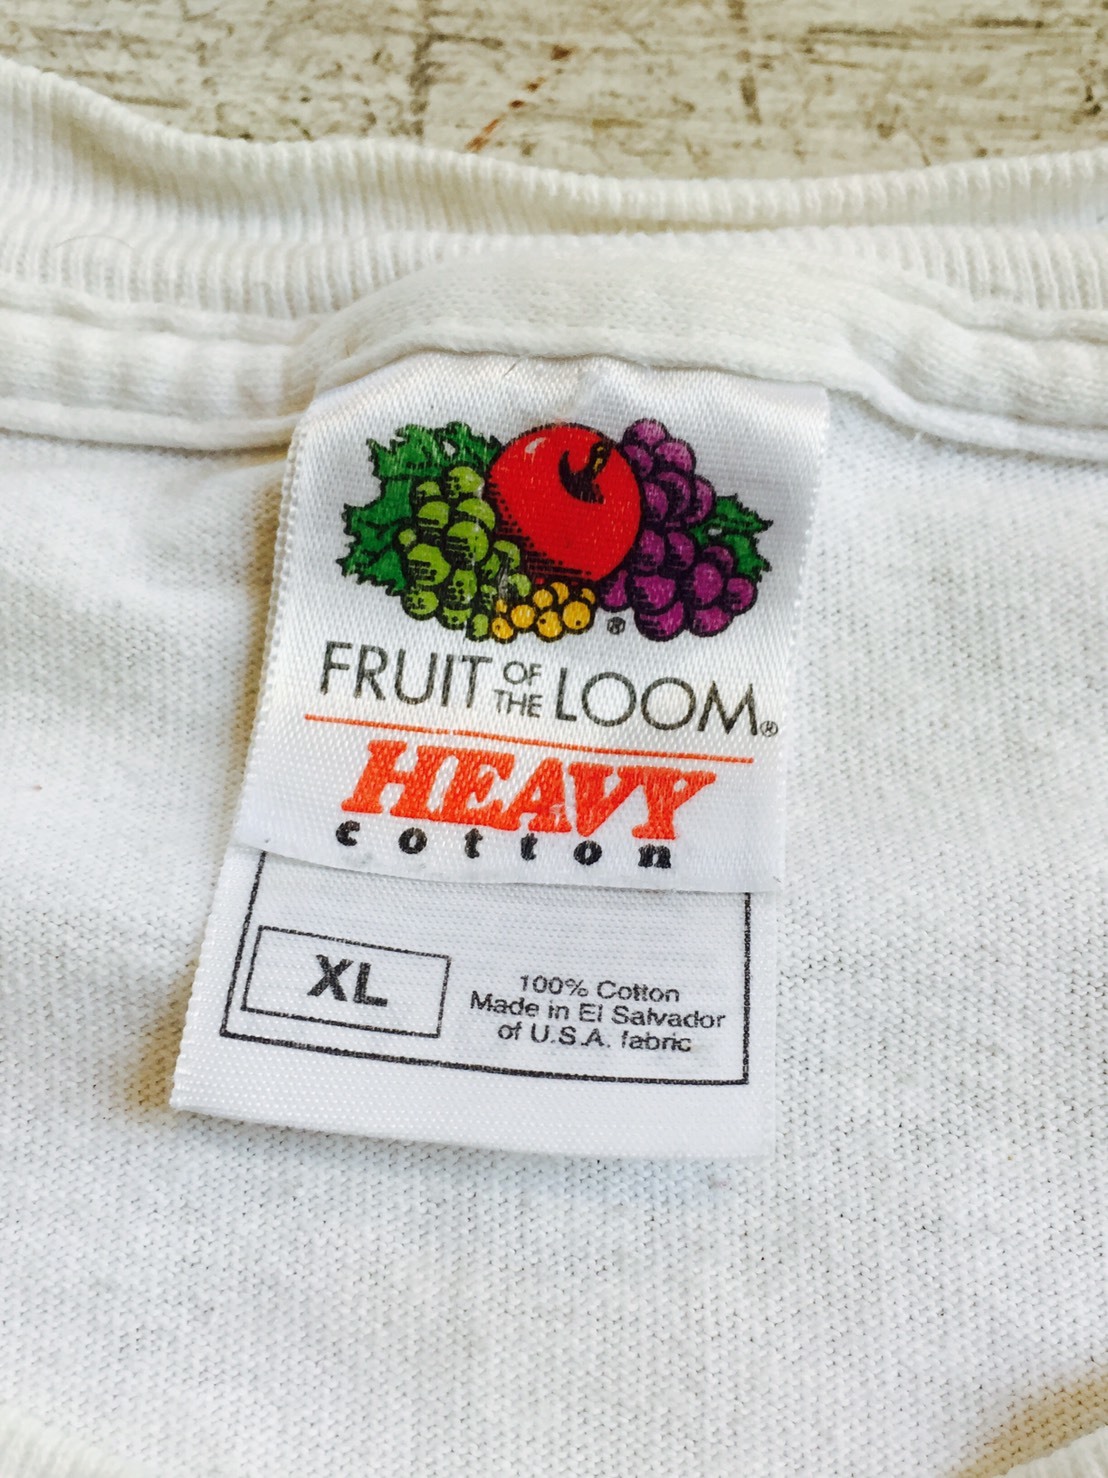 ®
FRUIT OF THE LOOM®
HEAVY
cotton
XL
100% Cotton
Made in El Salvador
of U.S.A. fabric